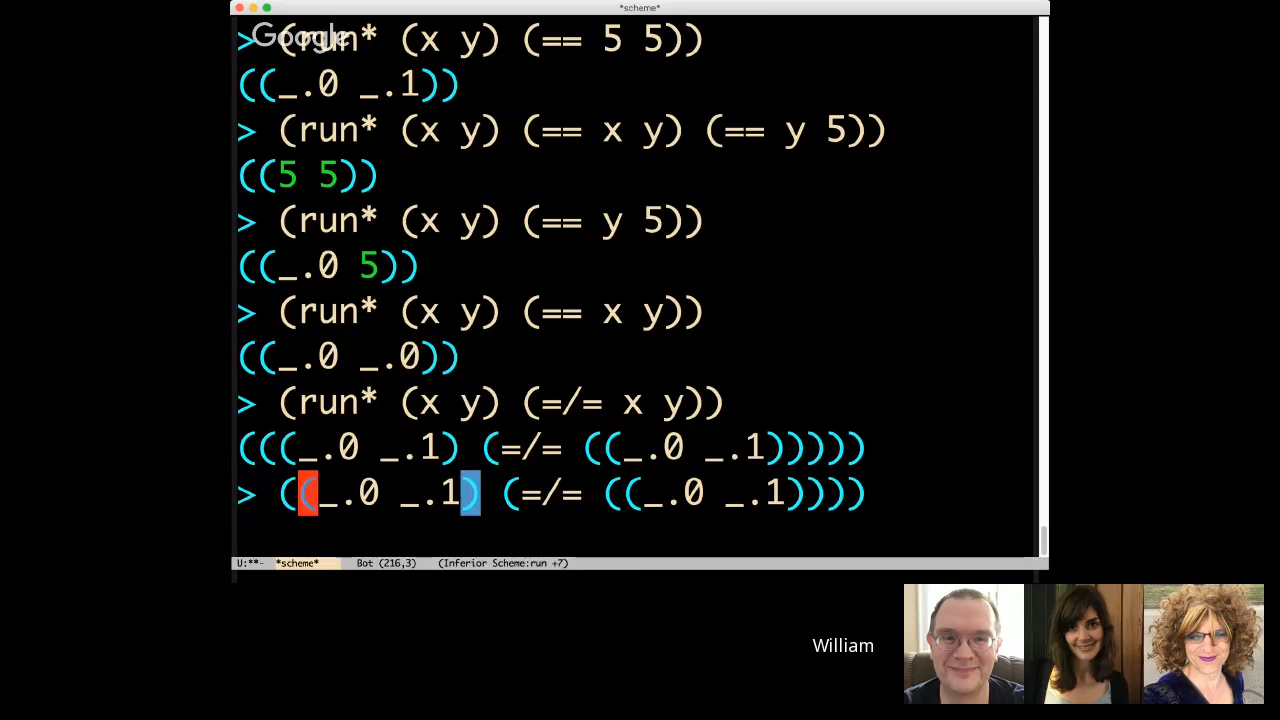 *scheme*
Google
> (run* (x y) (== 5 5))
((_.0 _.1))
> (run* (x y) (== x y) (== y 5))
((5 5))
> (run* (x y) (== y 5))
((_.0 5))
> (run* (x y) (== x y))
((_.0 _.0))
> (run* (x y) (=/= x y))
(((_.0 _.1) (=/= ((_.0 _.1)))))
> ((_.0 _.1) (=/= ((_.0 _.1))))
U:**- *scheme* Bot (216,3) (Inferior Scheme:run +7)
William